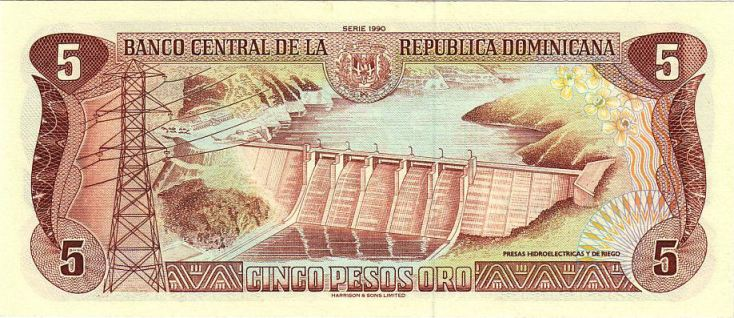 SERIE 1990
BANCO CENTRAL DE LA REPUBLICA DOMINICANA
5 5
PRESAS HIDROELECTRICAS Y DE RIEGO
5 5
CINCO PESOS ORO
HARRISON & SONS LIMITED